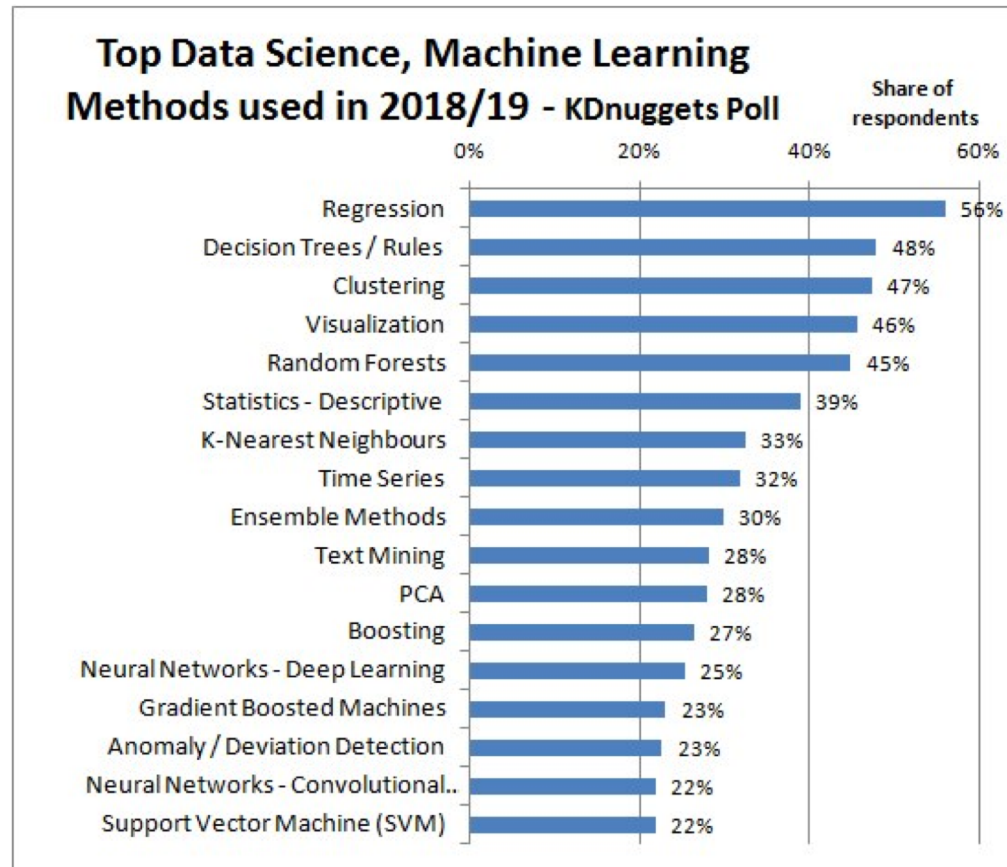 Top Data Science, Machine Learning
Methods used in 2018/19 - KDnuggets Poll
Share of
respondents
0% 20% 40% 60%
Regression 56%
Decision Trees / Rules 48%
Clustering 47%
Visualization 46%
Random Forests 45%
Statistics - Descriptive 39%
K-Nearest Neighbours 33%
Time Series 32%
Ensemble Methods 30%
Text Mining 28%
PCA 28%
Boosting 27%
Neural Networks - Deep Learning 25%
Gradient Boosted Machines 23%
Anomaly / Deviation Detection 23%
Neural Networks - Convolutional.. 22%
Support Vector Machine (SVM) 22%